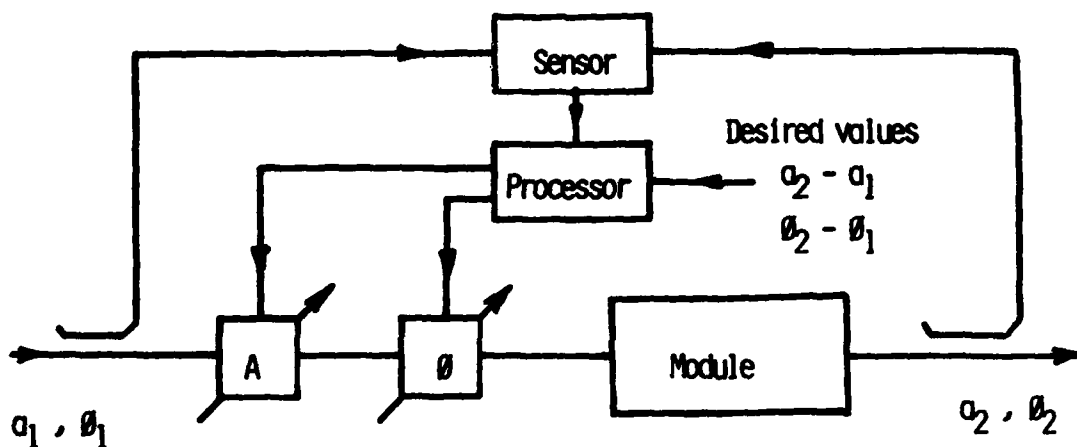 Sensor
Desired values
a₂ - a₁
Ø₂ - Ø₁
Processor
A
Ø
Module
a₁ , Ø₁
a₂ , Ø₂